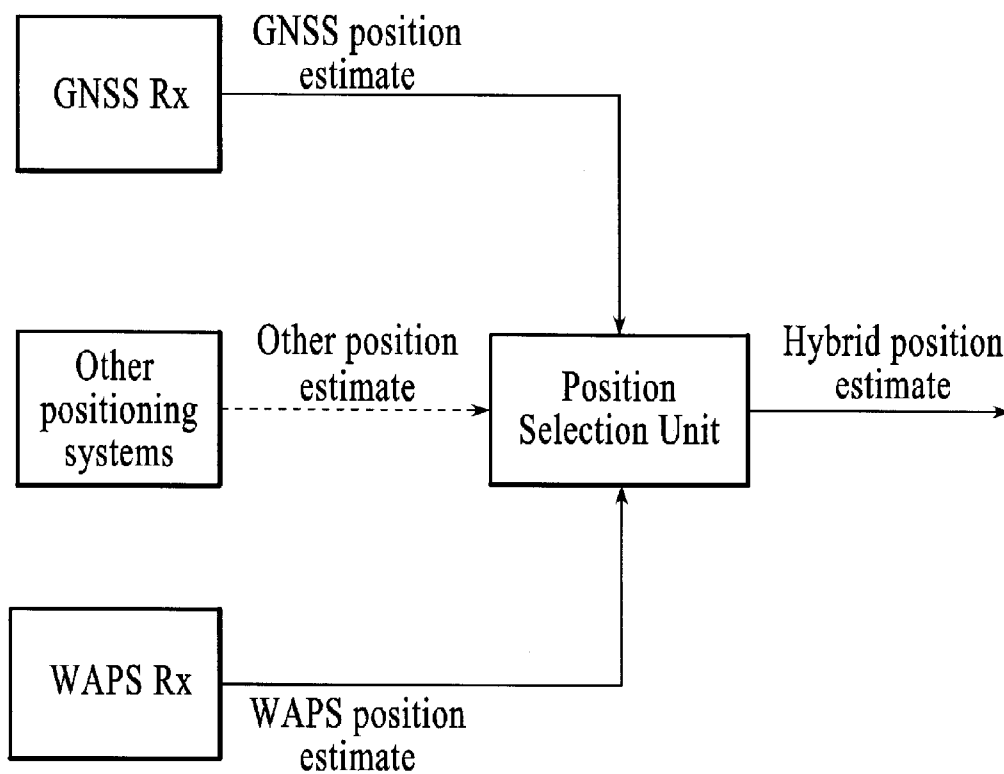 GNSS position
estimate
GNSS Rx
Other
positioning
systems
Other position
estimate
Position
Selection Unit
Hybrid position
estimate
WAPS Rx
WAPS position
estimate